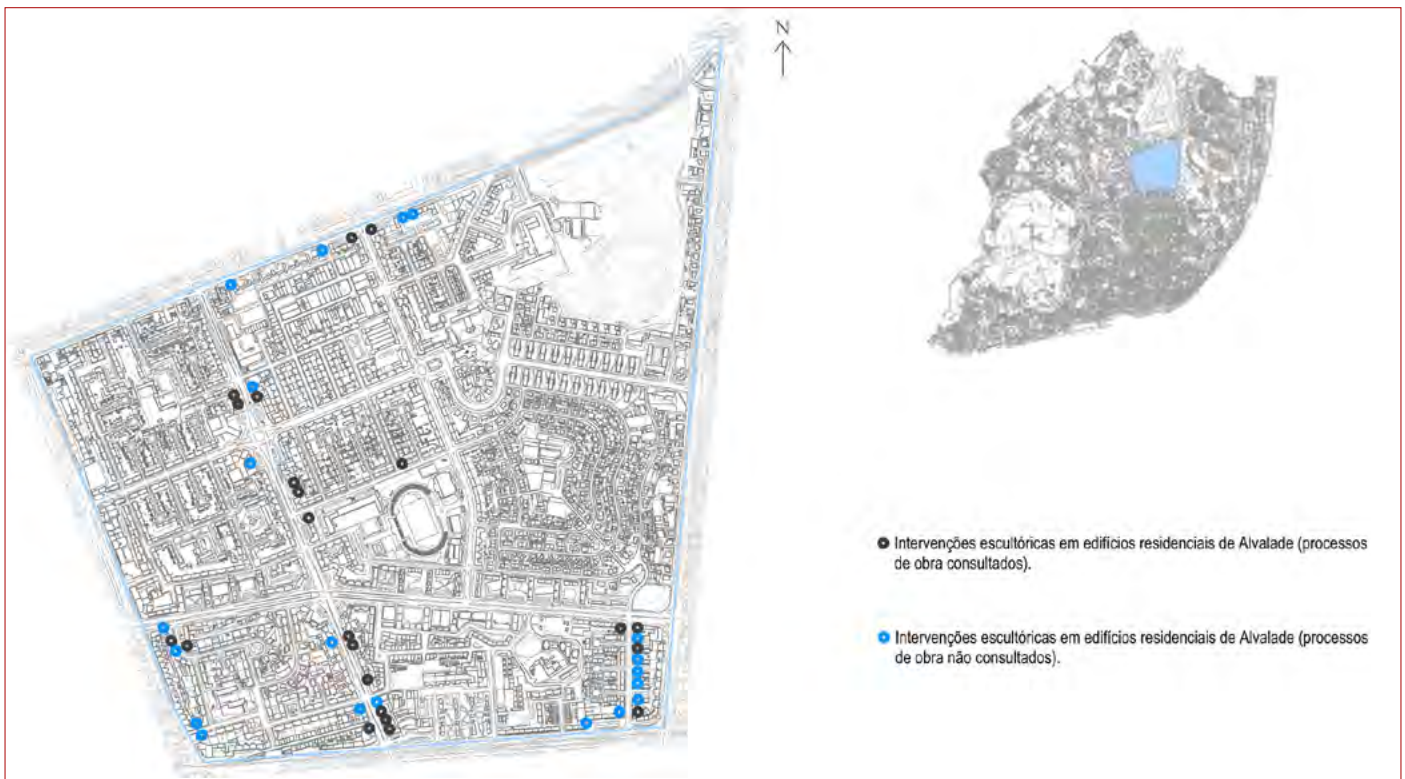 N
Intervenções escultóricas em edifícios residenciais de Alvalade (processos
de obra consultados).
Intervenções escultóricas em edifícios residenciais de Alvalade (processos
de obra não consultados).